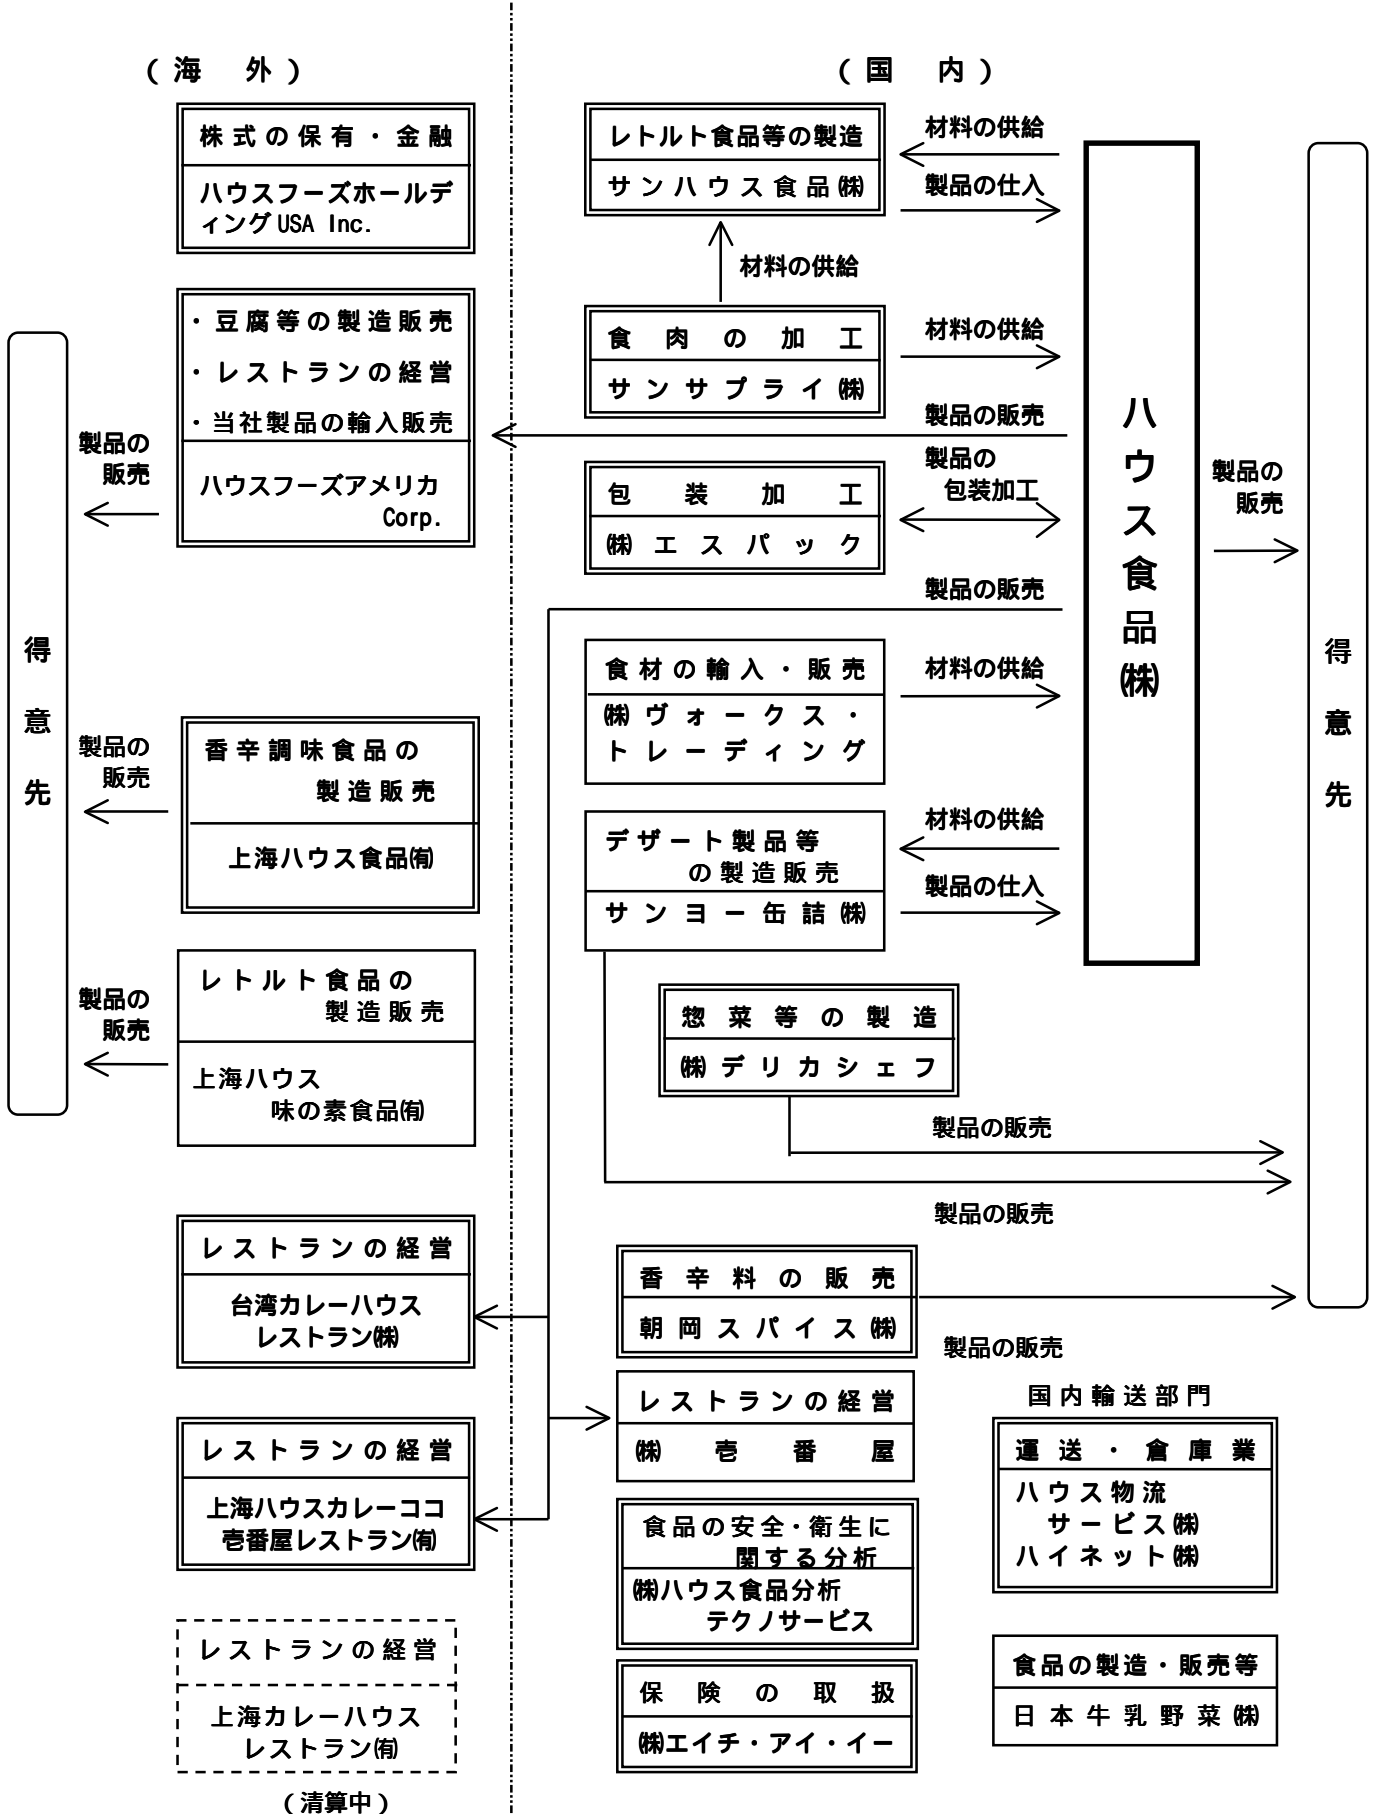 (海　外)
(国　内)
株式の保有・金融
ハウスフーズホールデ
ィングUSA Inc.
・豆腐等の製造販売
・レストランの経営
・当社製品の輸入販売
ハウスフーズアメリカ
Corp.
製品の
販売
得意先
香辛調味食品の
製造販売
上海ハウス食品㈲
製品の
販売
レトルト食品の
製造販売
上海ハウス
味の素食品㈲
製品の
販売
レストランの経営
台湾カレーハウス
レストラン㈱
レストランの経営
上海ハウスカレーココ
壱番屋レストラン㈲
レストランの経営
上海カレーハウス
レストラン㈲
(清算中)
レトルト食品等の製造
サンハウス食品㈱
材料の供給
製品の仕入
材料の供給
食肉の加工
サンサプライ㈱
材料の供給
製品の販売
包装加工
㈱エスパック
製品の
包装加工
製品の販売
食材の輸入・販売
㈱ヴォークス・
トレーディング
材料の供給
デザート製品等
の製造販売
サンヨー缶詰㈱
材料の供給
製品の仕入
惣菜等の製造
㈱デリカシェフ
製品の販売
製品の販売
香辛料の販売
朝岡スパイス㈱
製品の販売
レストランの経営
㈱壱番屋
食品の安全・衛生に
関する分析
㈱ハウス食品分析
テクノサービス
保険の取扱
㈱エイチ・アイ・イー
ハウス食品㈱
製品の
販売
得意先
国内輸送部門
運送・倉庫業
ハウス物流
サービス㈱
ハイネット㈱
食品の製造・販売等
日本牛乳野菜㈱